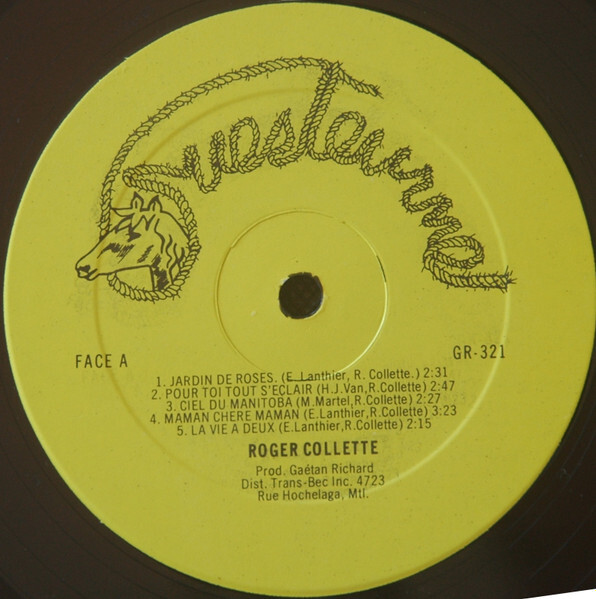 Ouesterne
FACE A
GR-321
1. JARDIN DE ROSES. (E. Lanthier, R. Collette.) 2:31
2. POUR TOI TOUT S'ECLAIR (H.J. Van, R. Collette) 2:47
3. CIEL DU MANITOBA (M. Martel, R. Collette) 2:27
4. MAMAN CHERE MAMAN (E. Lanthier, R. Collette) 3:23
5. LA VIE A DEUX (E. Lanthier, R. Collette) 2:15
ROGER COLLETTE
Prod. Gaétan Richard
Dist. Trans-Bec Inc. 4723
Rue Hochelaga, Mtl.